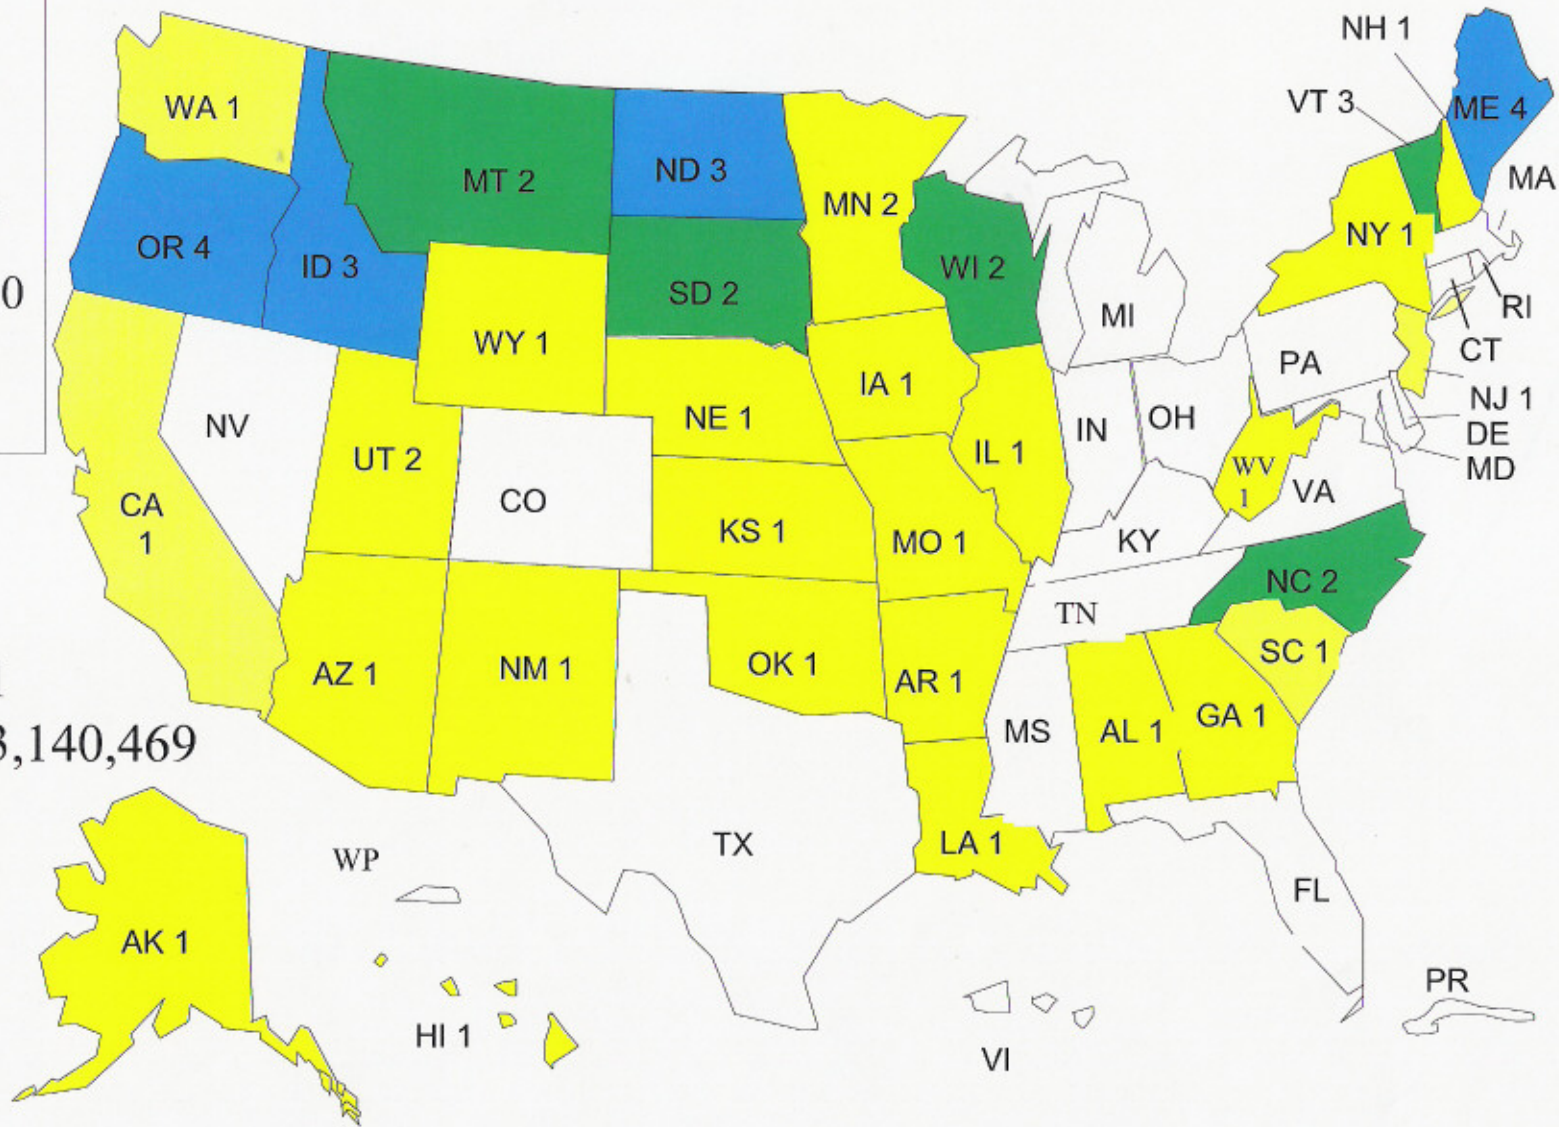 NH 1
VT 3
ME 4
WA 1
MA
MT 2
ND 3
MN 2
NY 1
OR 4
ID 3
WI 2
SD 2
0
RI
MI
WY 1
CT
PA
IA 1
NJ 1
NE 1
NV
IN
OH
DE
UT 2
IL 1
WV
1
MD
CO
VA
CA
1
KS 1
MO 1
KY
NC 2
TN
AZ 1
NM 1
OK 1
AR 1
SC 1
GA 1
MS
AL 1
3,140,469
TX
LA 1
WP
FL
AK 1
PR
HI 1
VI